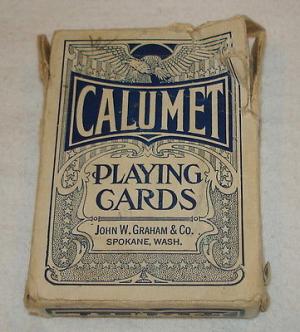 CALUMET
PLAYING
CARDS
JOHN W. GRAHAM & CO.
SPOKANE, WASH.